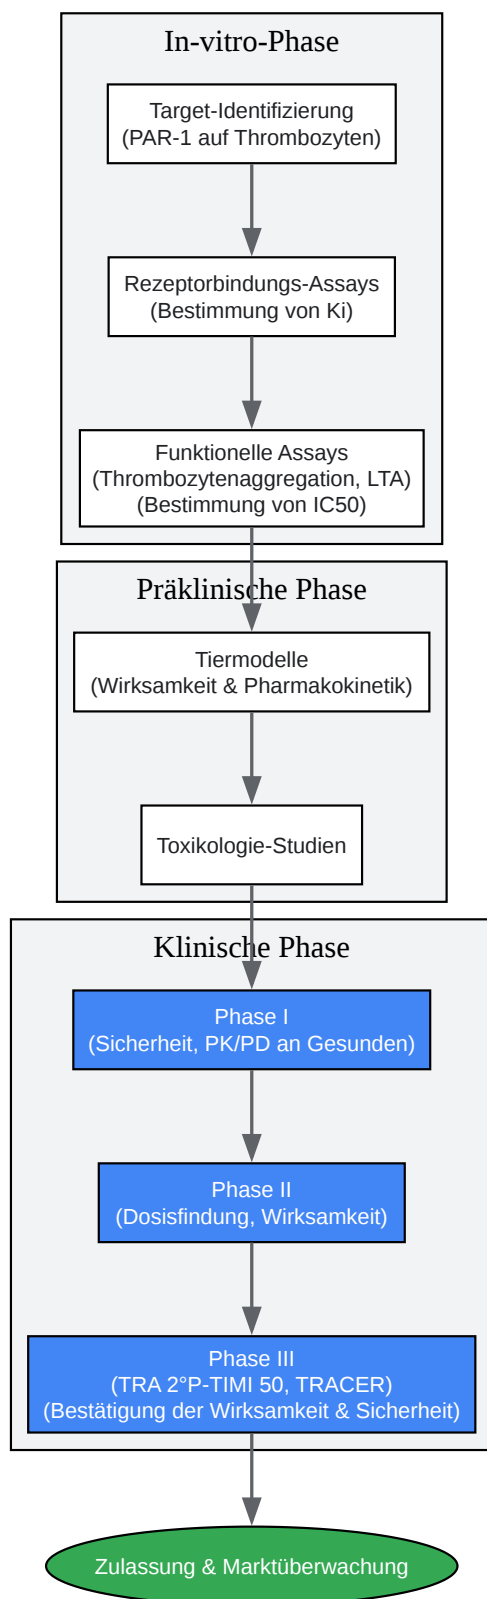 In-vitro-Phase
Target-Identifizierung
(PAR-1 auf Thrombozyten)
Rezeptorbindungs-Assays
(Bestimmung von Ki)
Funktionelle Assays
(Thrombozytenaggregation, LTA)
(Bestimmung von IC50)
Präklinische Phase
Tiermodelle
(Wirksamkeit & Pharmakokinetik)
Toxikologie-Studien
Klinische Phase
Phase I
(Sicherheit, PK/PD an Gesunden)
Phase II
(Dosisfindung, Wirksamkeit)
Phase III
(TRA 2°P-TIMI 50, TRACER)
(Bestätigung der Wirksamkeit & Sicherheit)
Zulassung & Marktüberwachung